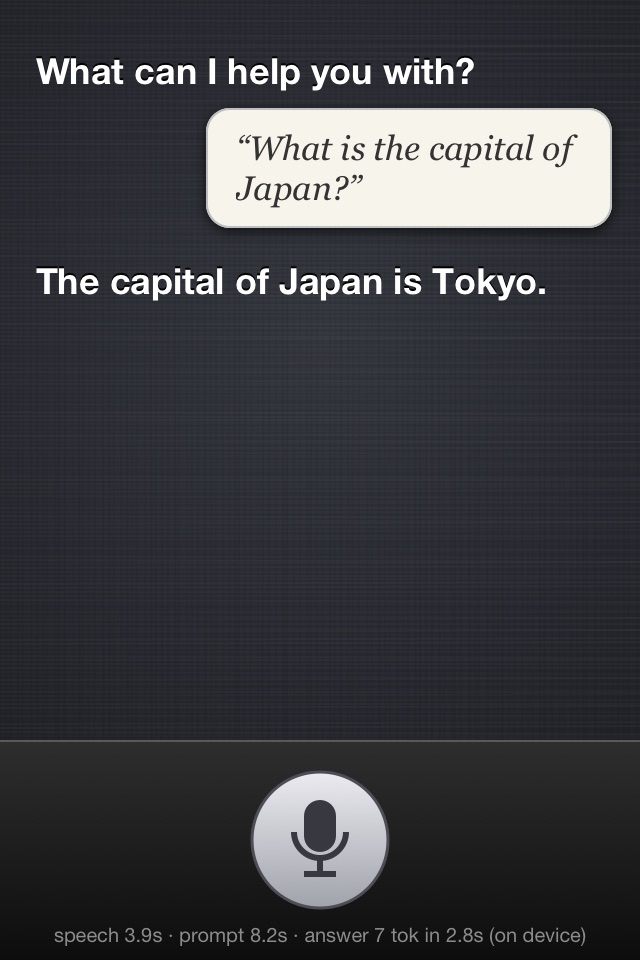 What can I help you with?
“What is the capital of
Japan?”
The capital of Japan is Tokyo.
speech 3.9s · prompt 8.2s · answer 7 tok in 2.8s (on device)